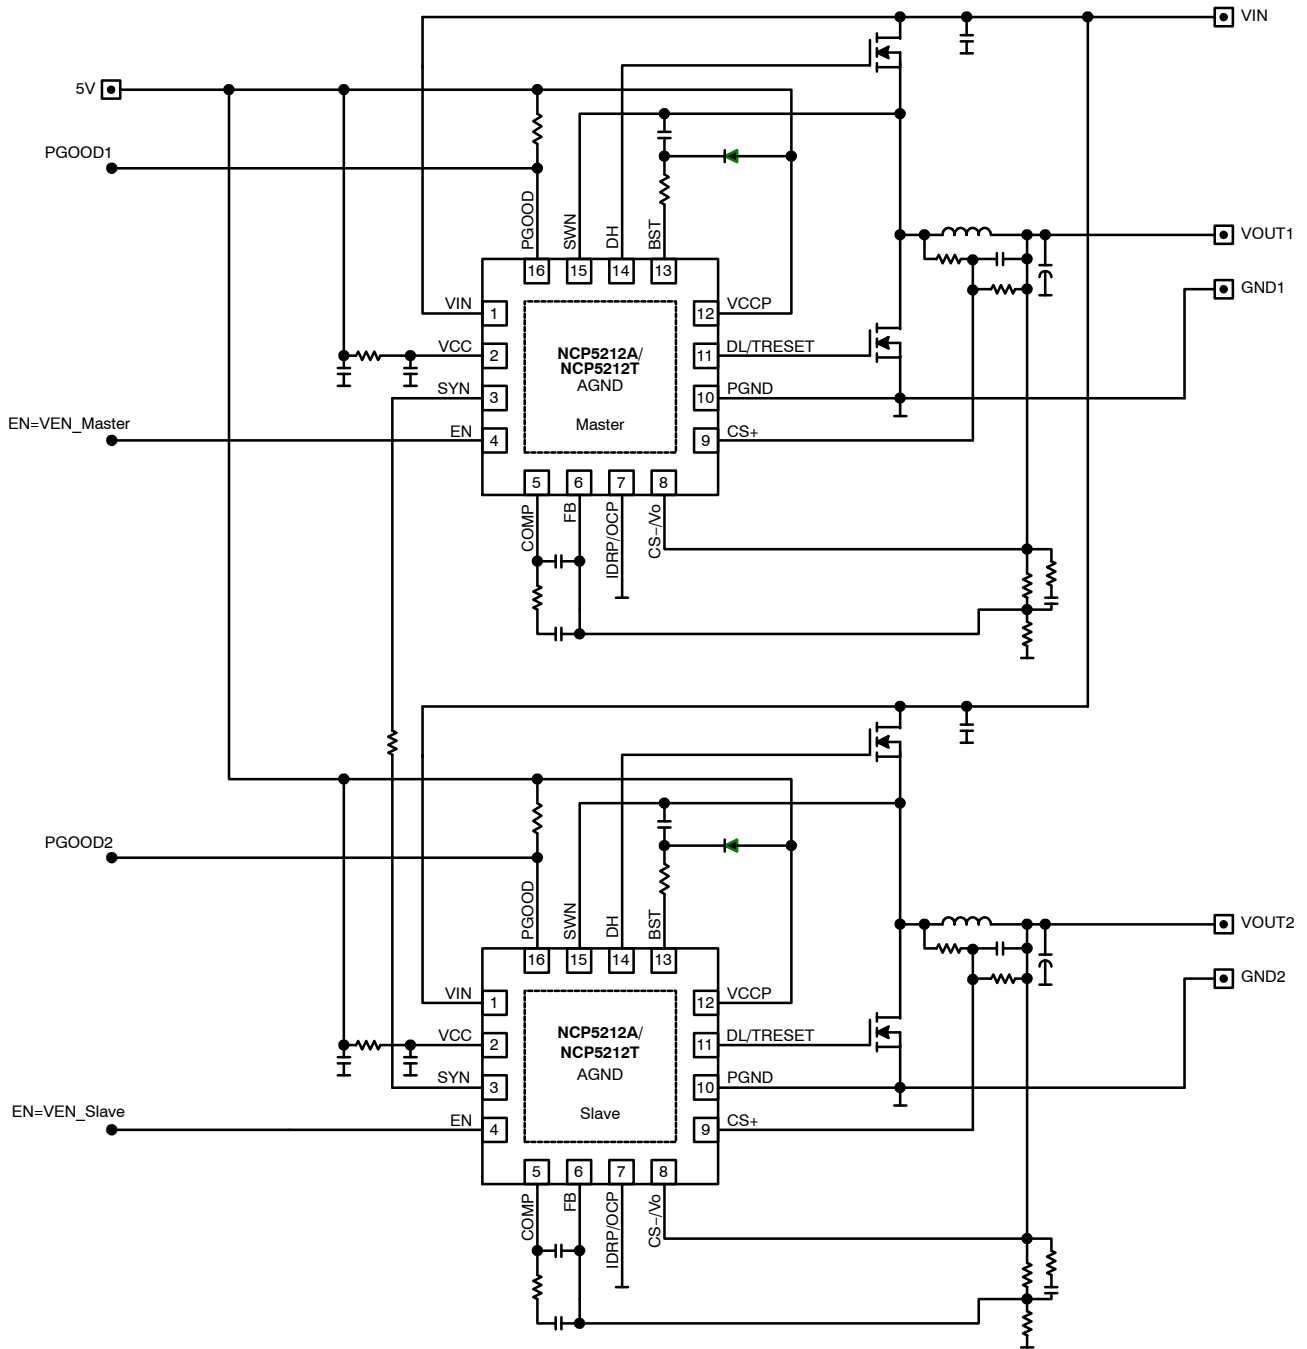 VIN
5V
PGOOD1
PGOOD
SWN
DH
BST
VOUT1
16
15
14
13
GND1
VIN
1
12
VCCP
VCC
2
NCP5212A/
NCP5212T
11
DL/TRESET
AGND
SYN
3
10
PGND
EN=VEN_Master
Master
EN
4
9
CS+
5
6
7
8
COMP
FB
IDRP/OCP
CS-/Vo
PGOOD2
PGOOD
SWN
DH
BST
VOUT2
16
15
14
13
GND2
VIN
1
12
VCCP
VCC
2
NCP5212A/
NCP5212T
11
DL/TRESET
AGND
SYN
3
10
PGND
EN=VEN_Slave
Slave
EN
4
9
CS+
5
6
7
8
COMP
FB
IDRP/OCP
CS-/Vo